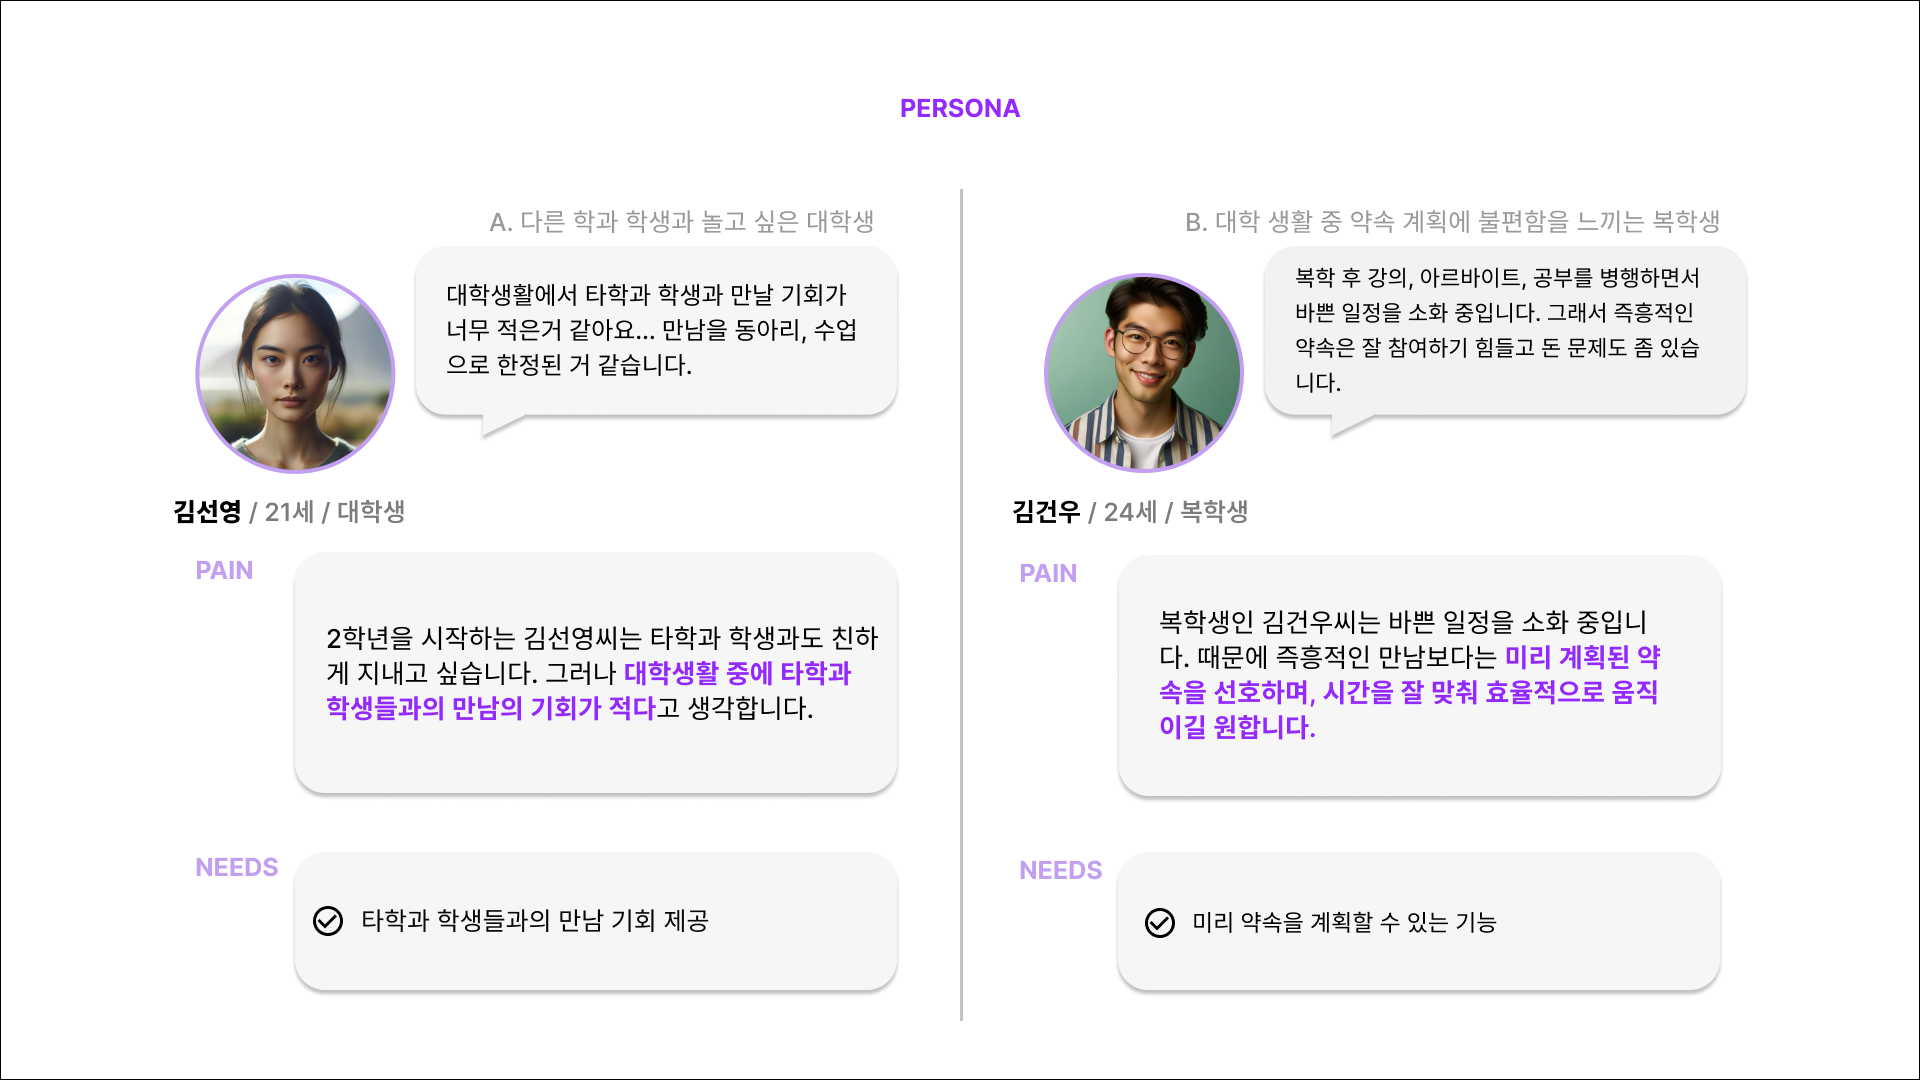 PERSONA
A. 다른 학과 학생과 놀고 싶은 대학생
대학생활에서 타학과 학생과 만날 기회가
너무 적은거 같아요... 만남을 동아리, 수업
으로 한정된 거 같습니다.
김선영 / 21세 / 대학생
PAIN
2학년을 시작하는 김선영씨는 타학과 학생과도 친하
게 지내고 싶습니다. 그러나 대학생활 중에 타학과
학생들과의 만남의 기회가 적다고 생각합니다.
NEEDS
타학과 학생들과의 만남 기회 제공
B. 대학 생활 중 약속 계획에 불편함을 느끼는 복학생
복학 후 강의, 아르바이트, 공부를 병행하면서
바쁜 일정을 소화 중입니다. 그래서 즉흥적인
약속은 잘 참여하기 힘들고 돈 문제도 좀 있습
니다.
김건우 / 24세 / 복학생
PAIN
복학생인 김건우씨는 바쁜 일정을 소화 중입니
다. 때문에 즉흥적인 만남보다는 미리 계획된 약
속을 선호하며, 시간을 잘 맞춰 효율적으로 움직
이길 원합니다.
NEEDS
미리 약속을 계획할 수 있는 기능